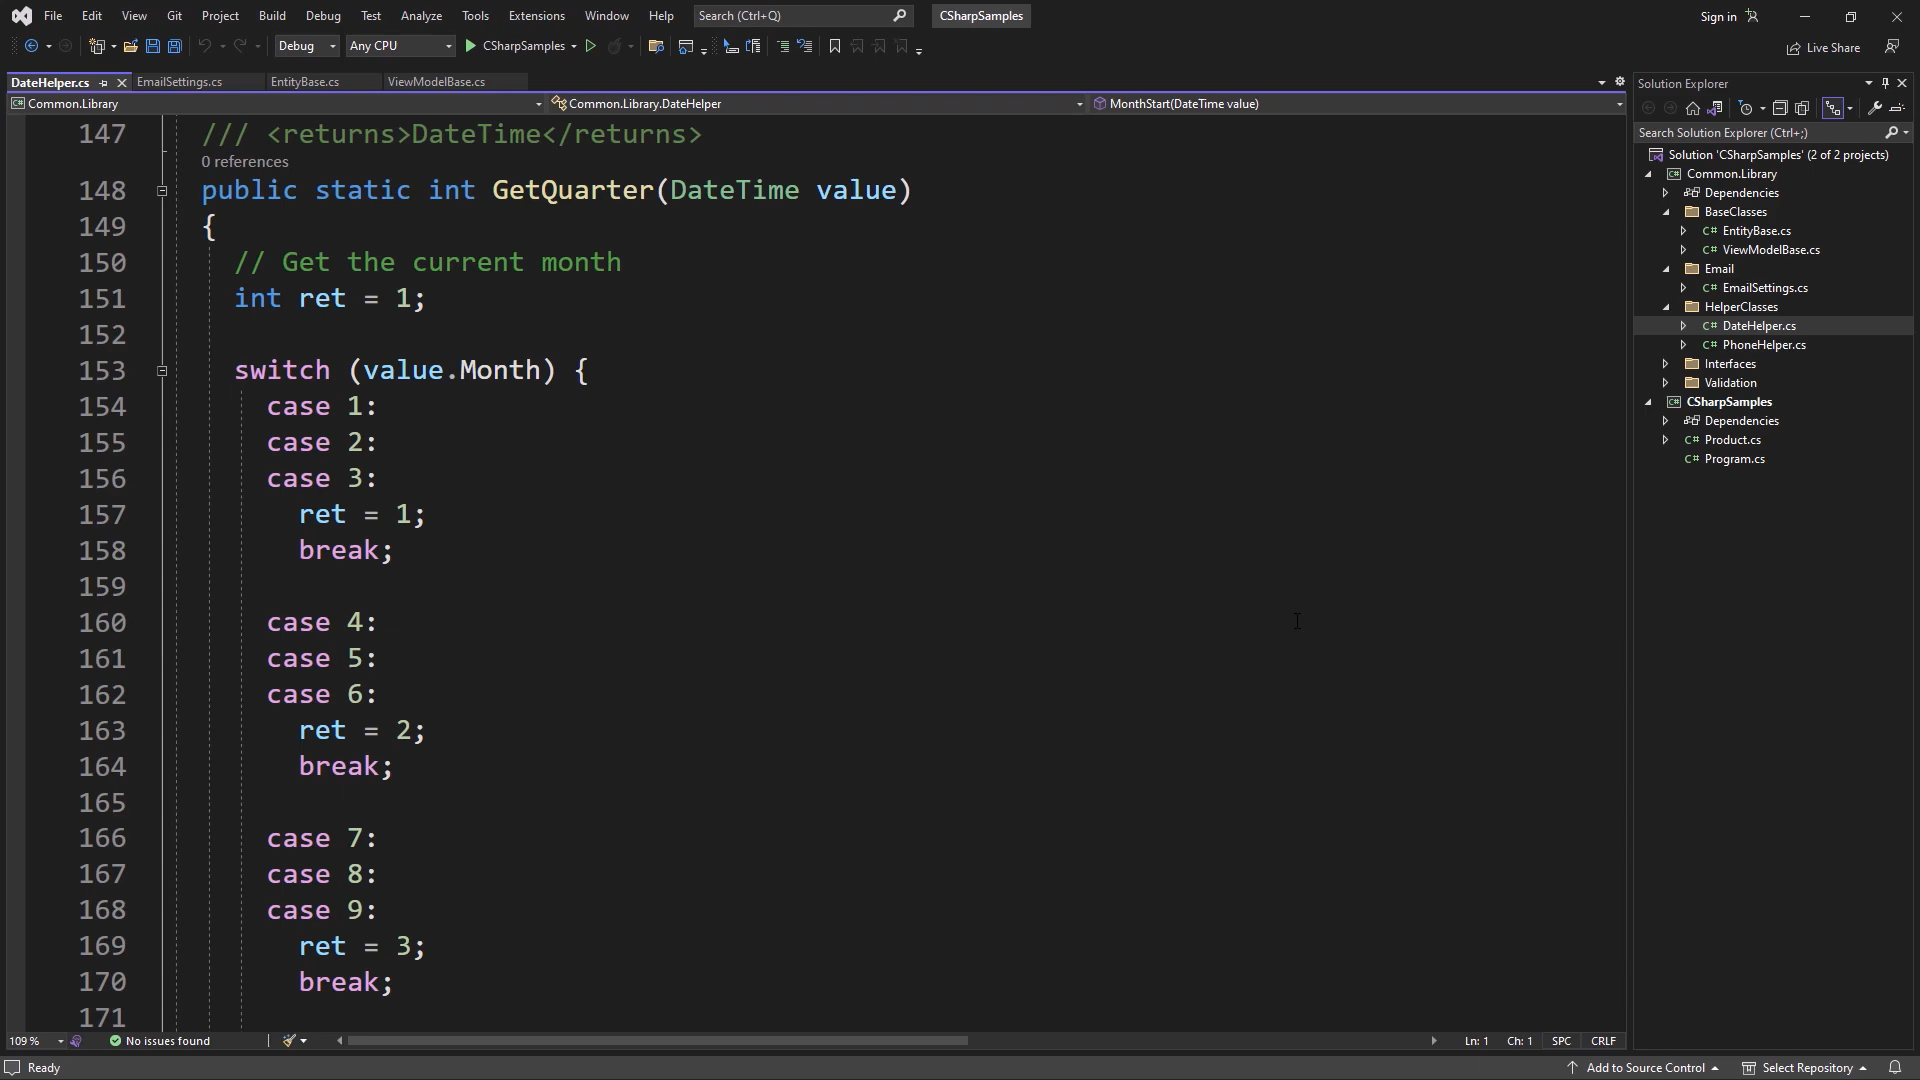 File Edit View Git Project Build Debug Test Analyze Tools Extensions Window Help Search (Ctrl+Q) CSharpSamples Sign in
Debug Any CPU CSharpSamples Live Share
DateHelper.cs EmailSettings.cs EntityBase.cs ViewModelBase.cs
Common.Library Common.Library.DateHelper MonthStart(DateTime value)
147 /// <returns>DateTime</returns>
0 references
148 public static int GetQuarter(DateTime value)
149 {
150 // Get the current month
151 int ret = 1;
152
153 switch (value.Month) {
154 case 1:
155 case 2:
156 case 3:
157 ret = 1;
158 break;
159
160 case 4:
161 case 5:
162 case 6:
163 ret = 2;
164 break;
165
166 case 7:
167 case 8:
168 case 9:
169 ret = 3;
170 break;
171
109 % No issues found Ln: 1 Ch: 1 SPC CRLF
Solution Explorer
Search Solution Explorer (Ctrl+;)
Solution 'CSharpSamples' (2 of 2 projects)
C# Common.Library
Dependencies
BaseClasses
C# EntityBase.cs
C# ViewModelBase.cs
Email
C# EmailSettings.cs
HelperClasses
C# DateHelper.cs
C# PhoneHelper.cs
Interfaces
Validation
C# CSharpSamples
Dependencies
C# Product.cs
C# Program.cs
Ready Add to Source Control Select Repository